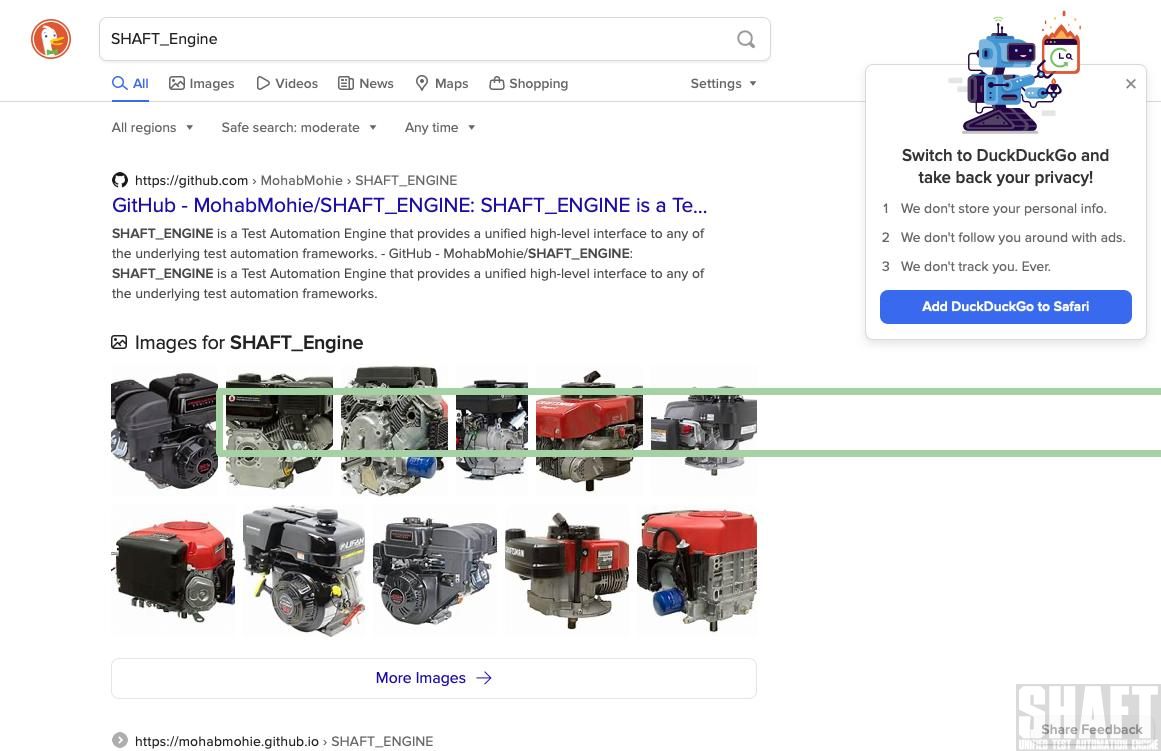 SHAFT_Engine
All Images Videos News Maps Shopping Settings
All regions Safe search: moderate Any time
https://github.com › MohabMohie › SHAFT_ENGINE
GitHub - MohabMohie/SHAFT_ENGINE: SHAFT_ENGINE is a Te...
SHAFT_ENGINE is a Test Automation Engine that provides a unified high-level interface to any of
the underlying test automation frameworks. - GitHub - MohabMohie/SHAFT_ENGINE:
SHAFT_ENGINE is a Test Automation Engine that provides a unified high-level interface to any of
the underlying test automation frameworks.
Images for SHAFT_Engine
LIFAN
CRAFTSMAN
More Images
https://mohabmohie.github.io › SHAFT_ENGINE
Switch to DuckDuckGo and
take back your privacy!
1 We don't store your personal info.
2 We don't follow you around with ads.
3 We don't track you. Ever.
Add DuckDuckGo to Safari
SHAFT
Share Feedback